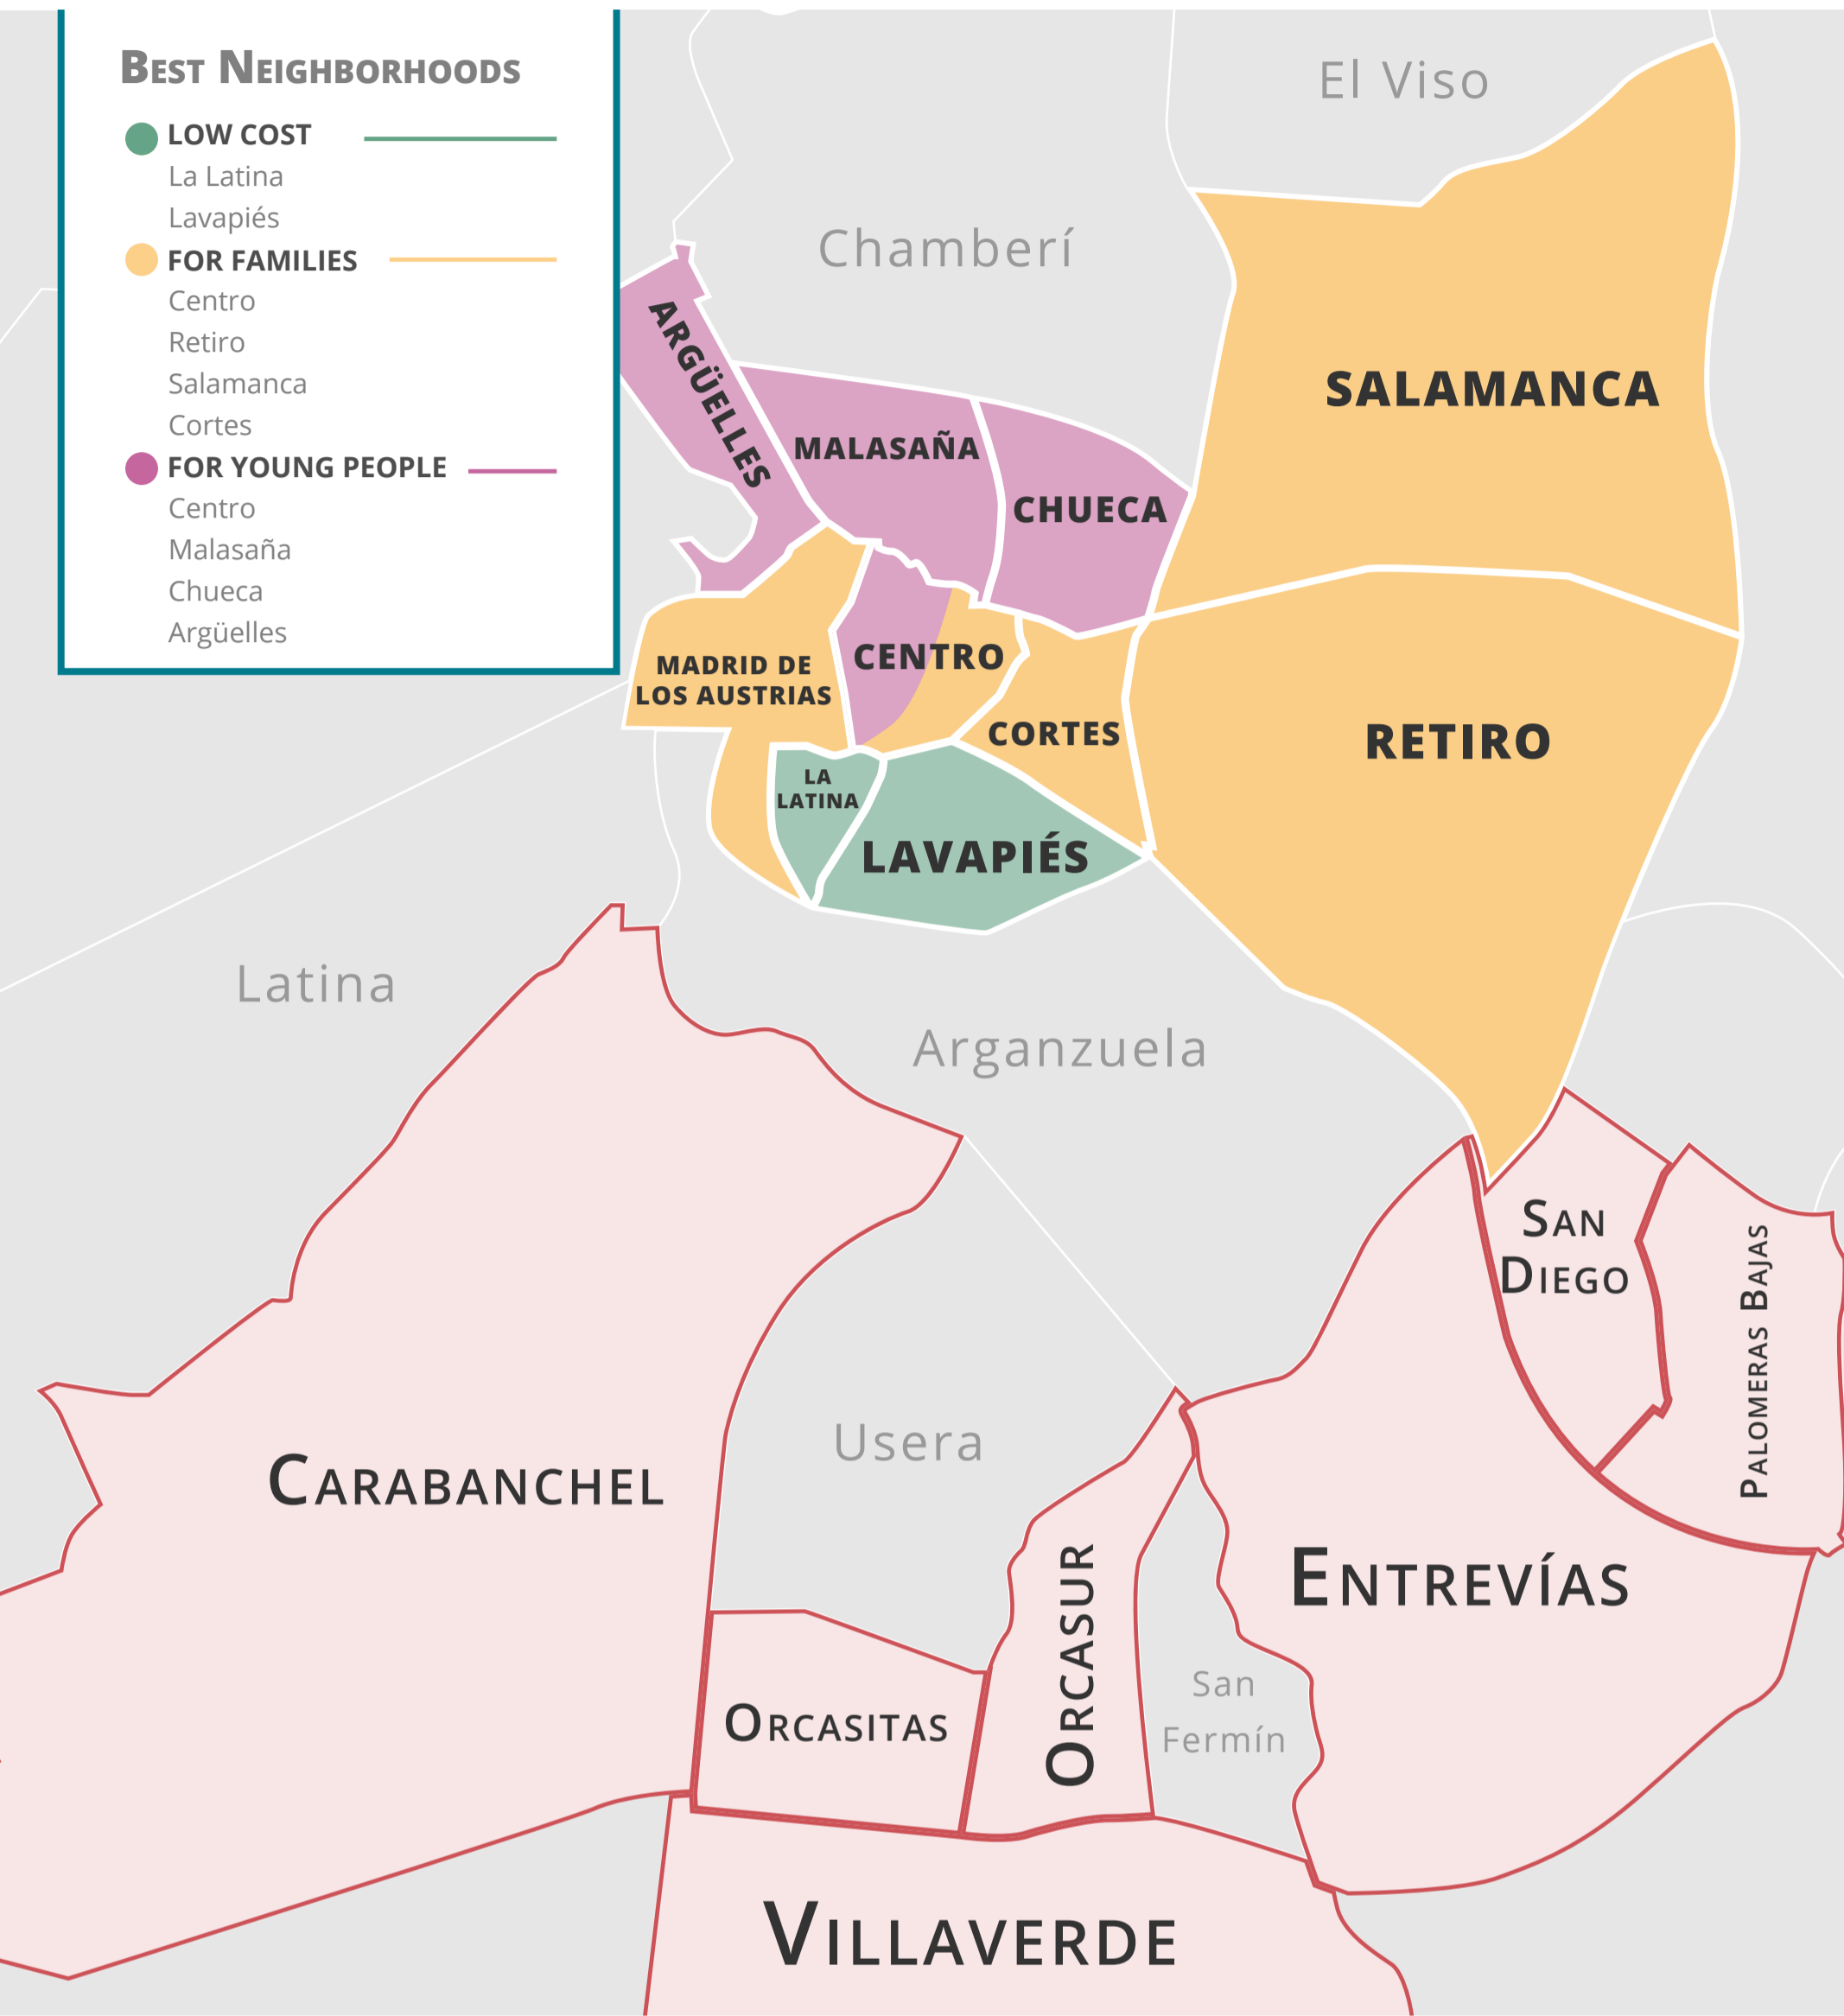 BEST NEIGHBORHOODS
LOW COST
La Latina
Lavapiés
FOR FAMILIES
Centro
Retiro
Salamanca
Cortes
FOR YOUNG PEOPLE
Centro
Malasaña
Chueca
Argüelles
El Viso
Chamberí
ARGÜELLES
SALAMANCA
MALASAÑA
CHUECA
MADRID DE
LOS AUSTRIAS
CENTRO
CORTES
RETIRO
LA
LATINA
LAVAPIÉS
Latina
Arganzuela
SAN
DIEGO
PALOMERAS BAJAS
CARABANCHEL
Usera
ENTREVÍAS
ORCASUR
ORCASITAS
San
Fermín
VILLAVERDE